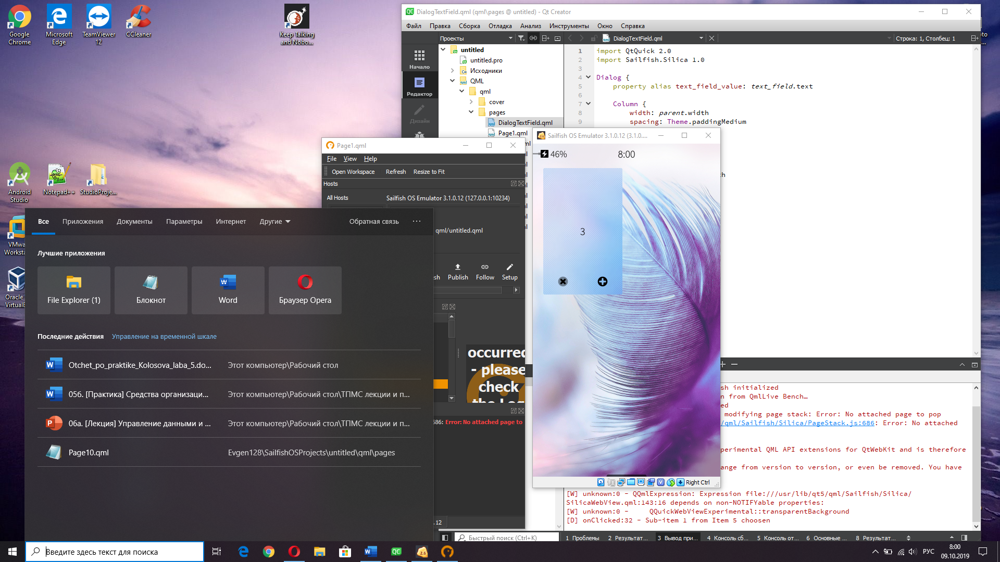 Google Chrome
Microsoft Edge
TeamViewer 12
CCleaner
Keep Talking and Nobo...
Android Studio
Notepad++
StudioProje...
VMwa
Worksta
Oracle
VirtualB
DialogTextField.qml (qml\pages @ untitled) - Qt Creator
Файл Правка Сборка Отладка Анализ Инструменты Окно Справка
Проекты
DialogTextField.qml
Строка: 1, Столбец: 1
Начало
Редактор
Дизайн
untitled
untitled.pro
Исходники
QML
qml
cover
pages
DialogTextField.qml
Page1.qml
1 import QtQuick 2.0
2 import Sailfish.Silica 1.0
3
4 Dialog {
5 property alias text_field_value: text_field.text
6
7 Column {
8 width: parent.width
9 spacing: Theme.paddingMedium
Page1.qml
File View Help
Open Workspace Refresh Resize to Fit
Hosts
All Hosts
Sailfish OS Emulator 3.1.0.12 (127.0.0.1:10234)
qml/untitled.qml
sh Publish Follow Setup
occurred
- please
check
the Log
686: Error: No attached page to
.12
Sailfish OS Emulator 3.1.0.12 (3.1.0....
46%
8:00
3
Right Ctrl
sh initialized
n from QmlLive Bench…
ed
modifying page stack: Error: No attached page to pop
/qml/Sailfish/Silica/PageStack.js:686: Error: No attached
perimental QML API extensions for QtWebKit and is therefore
ange from version to version, or even be removed. You have
[W] unknown:0 - QQmlExpression: Expression file:///usr/lib/qt5/qml/Sailfish/Silica/
SilicaWebView.qml:143:16 depends on non-NOTIFYable properties:
[W] unknown:0 - QQuickWebViewExperimental::transparentBackground
[D] onClicked:32 - Sub-item 1 from Item 5 choosen
Быстрый поиск (Ctrl+K)
1 Проблемы 2 Результат... 3 Вывод при... 4 Консоль сб... 5 Консоль от... 6 Основные ... 8 Результат...
Все Приложения Документы Параметры Интернет Другие Обратная связь ···
Лучшие приложения
File Explorer (1)
Блокнот
Word
Браузер Opera
Последние действия Управление на временной шкале
Otchet_po_praktike_Kolosova_laba_5.do... Этот компьютер\Рабочий стол
05б. [Практика] Средства организаци... Этот компьютер\Рабочий стол\ТПМС лекции и п...
06а. [Лекция] Управление данными и ... Этот компьютер\Рабочий стол\ТПМС лекции и п...
Page10.qml Evgen128\SailfishOSProjects\untitled\qml\pages
Введите здесь текст для поиска
РУС
8:00
09.10.2019